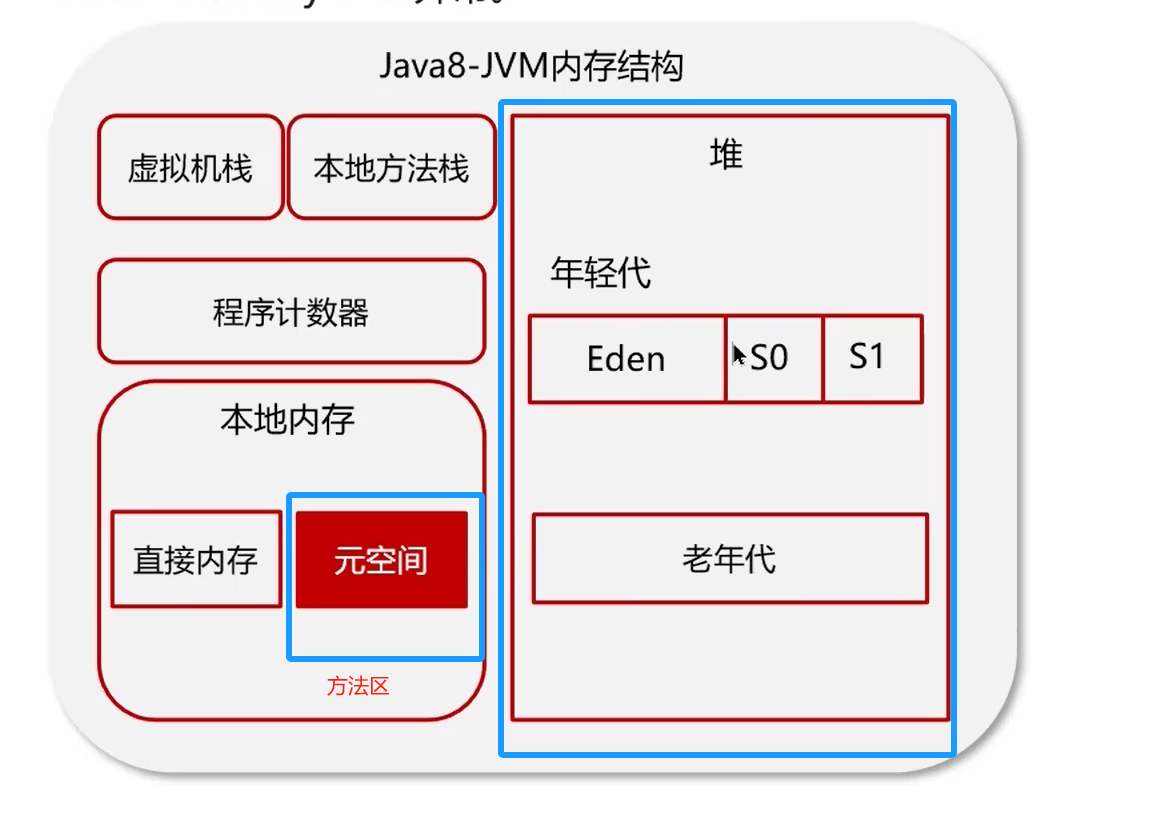 Java8-JVM内存结构
虚拟机栈
本地方法栈
程序计数器
本地内存
直接内存
元空间
方法区
堆
年轻代
Eden
S0
S1
老年代